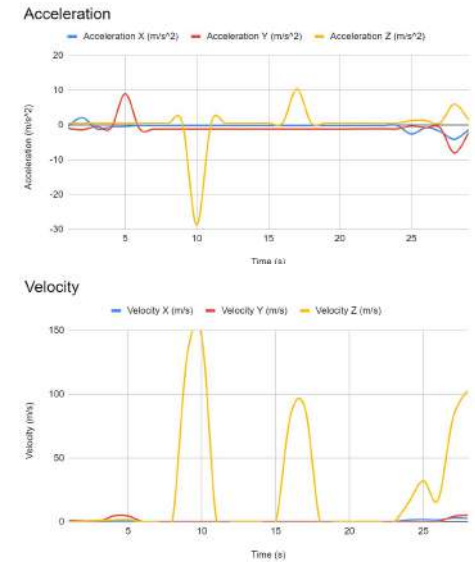 Acceleration
Acceleration X (m/s^2) Acceleration Y (m/s^2) Acceleration Z (m/s^2)
20
10
0
-10
-20
-30
Acceleration (m/s^2)
5 10 15 20 25
Time (s)
Velocity
Velocity X (m/s) Velocity Y (m/s) Velocity Z (m/s)
150
100
50
0
Velocity (m/s)
5 10 15 20 25
Time (s)